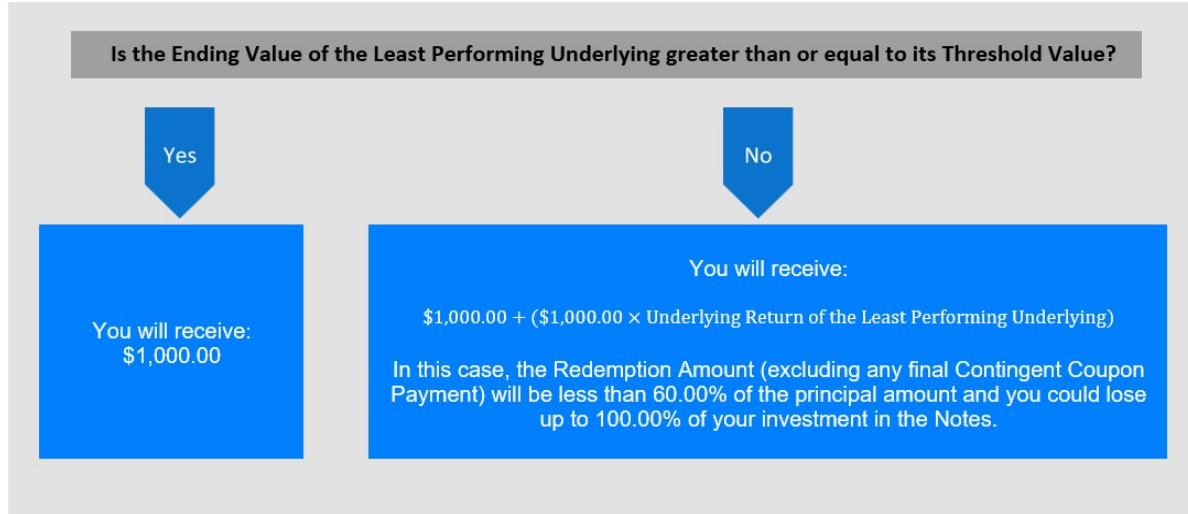 Is the Ending Value of the Least Performing Underlying greater than or equal to its Threshold Value?
Yes
No
You will receive:
$1,000.00
You will receive:
$1,000.00 + ($1,000.00 × Underlying Return of the Least Performing Underlying)
In this case, the Redemption Amount (excluding any final Contingent Coupon
Payment) will be less than 60.00% of the principal amount and you could lose
up to 100.00% of your investment in the Notes.